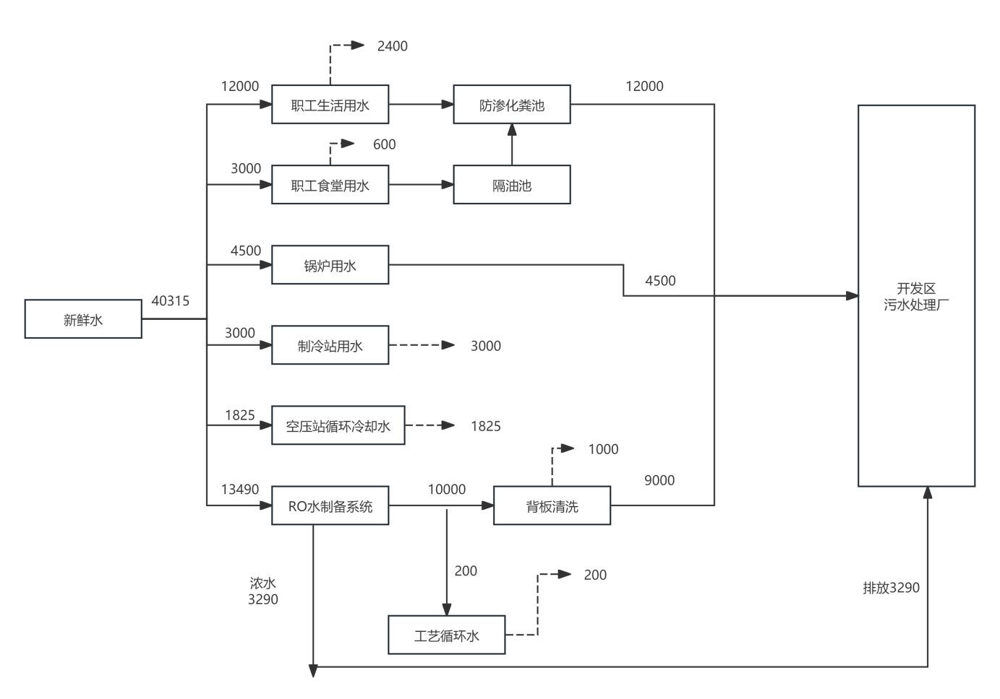 2400
12000
职工生活用水
防渗化粪池
12000
600
3000
职工食堂用水
隔油池
4500
锅炉用水
4500
开发区
污水处理厂
新鲜水
40315
3000
制冷站用水
3000
1825
空压站循环冷却水
1825
1000
13490
RO水制备系统
10000
背板清洗
9000
浓水
3290
200
200
排放3290
工艺循环水